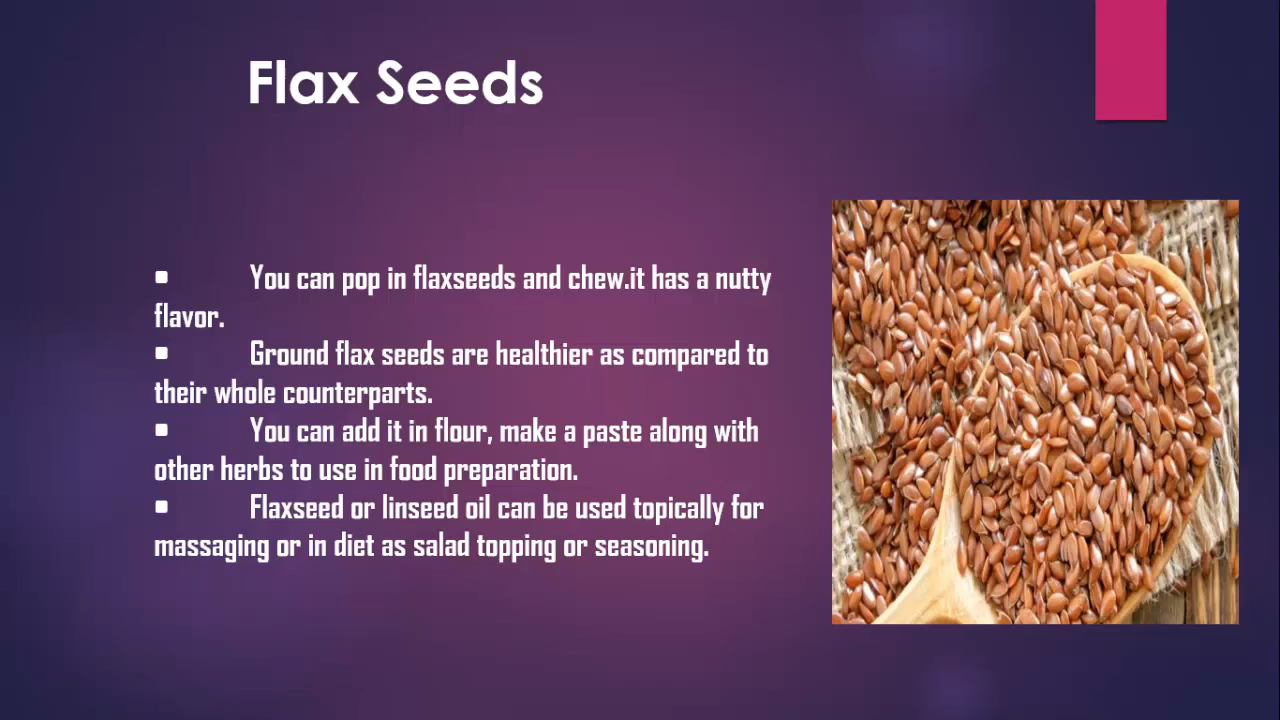 Flax Seeds
▪ You can pop in flaxseeds and chew.it has a nutty
flavor.
▪ Ground flax seeds are healthier as compared to
their whole counterparts.
▪ You can add it in flour, make a paste along with
other herbs to use in food preparation.
▪ Flaxseed or linseed oil can be used topically for
massaging or in diet as salad topping or seasoning.